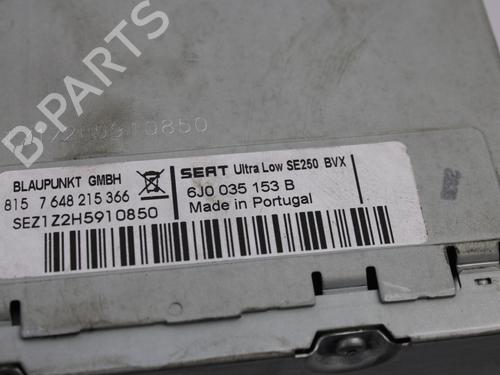 B-PARTS
BLAUPUNKT GMBH
815 7 648 215 366
SEZ1Z2H5910850
SEAT Ultra Low SE250 BVX
6J0 035 153 B
Made in Portugal